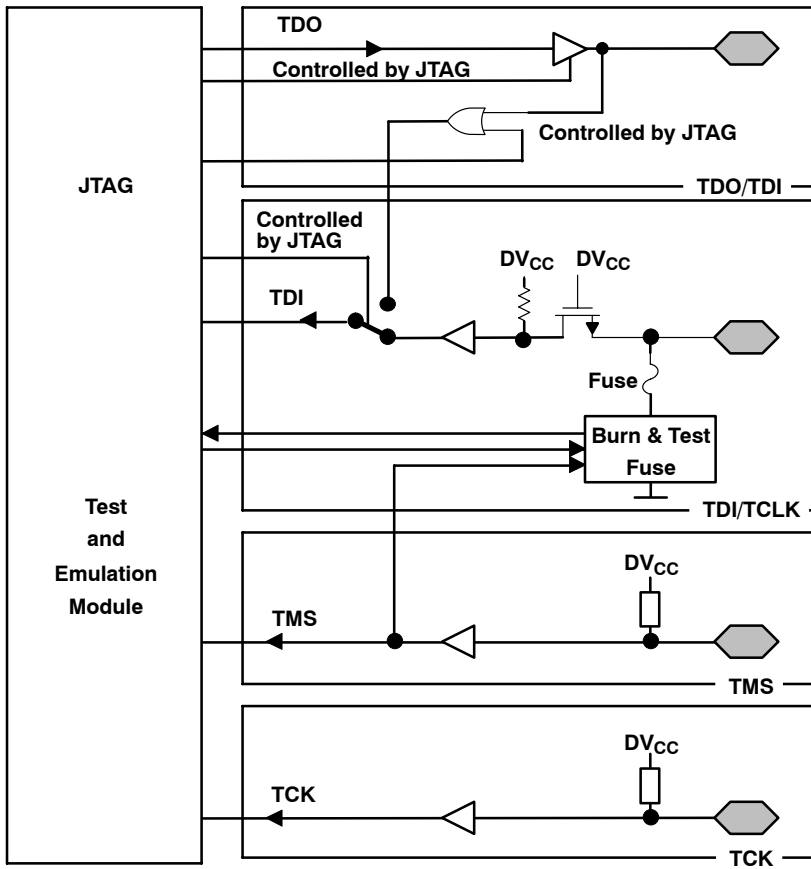 TDO
Controlled by JTAG
Controlled by JTAG
JTAG
TDO/TDI
Controlled
by JTAG
DVCC
DVCC
TDI
Fuse
Burn & Test
Fuse
TDI/TCLK
Test
and
Emulation
Module
DVCC
TMS
TMS
DVCC
TCK
TCK